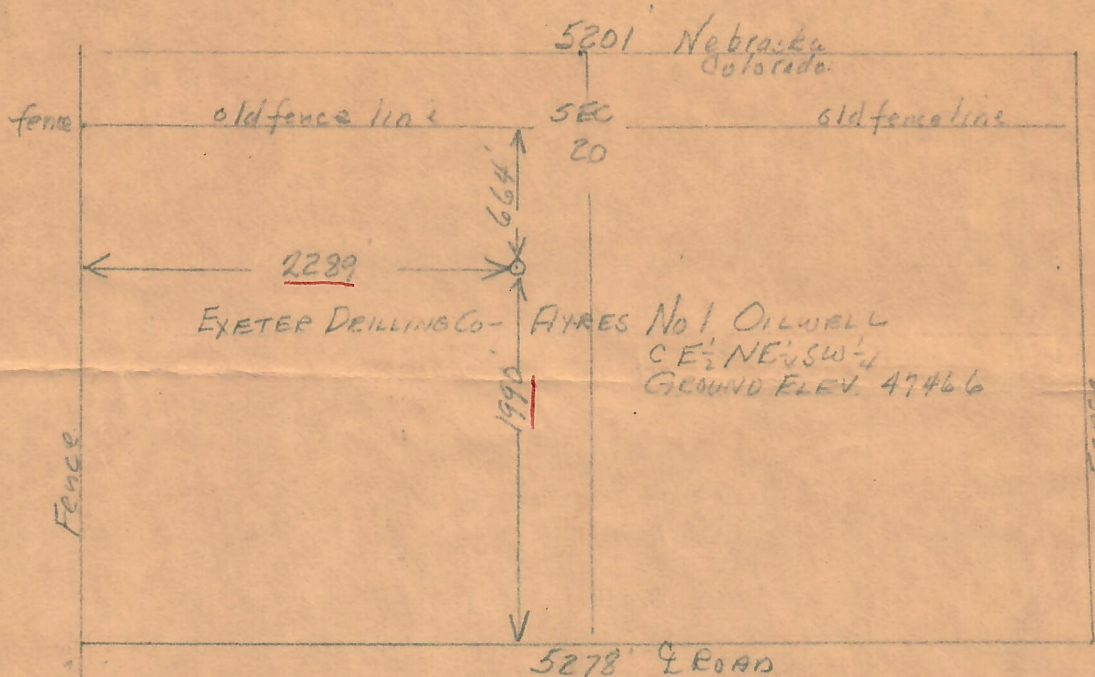 5201' Nebraska
Colorado
fence
old fence line
SEC
20
old fence line
664'
2289
EXETER DRILLING CO- AYRES No 1 OILWELL
C E½ NE¼ SW¼
GROUND ELEV. 4746 6
1990'
Fence
5278' ℄ ROAD